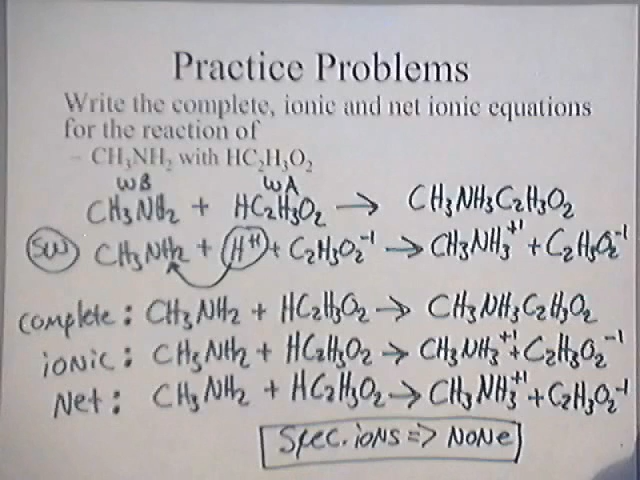 Practice Problems
Write the complete, ionic and net ionic equations
for the reaction of
– CH₃NH₂ with HC₂H₃O₂
WB WA
CH₃NH₂ + HC₂H₃O₂ → CH₃NH₃C₂H₃O₂
SW CH₃NH₂ + H⁺¹ + C₂H₃O₂⁻¹ → CH₃NH₃⁺¹ + C₂H₃O₂⁻¹
Complete: CH₃NH₂ + HC₂H₃O₂ → CH₃NH₃C₂H₃O₂
ionic: CH₃NH₂ + HC₂H₃O₂ → CH₃NH₃⁺¹ + C₂H₃O₂⁻¹
Net: CH₃NH₂ + HC₂H₃O₂ → CH₃NH₃⁺¹ + C₂H₃O₂⁻¹
Spec. ions => NONE